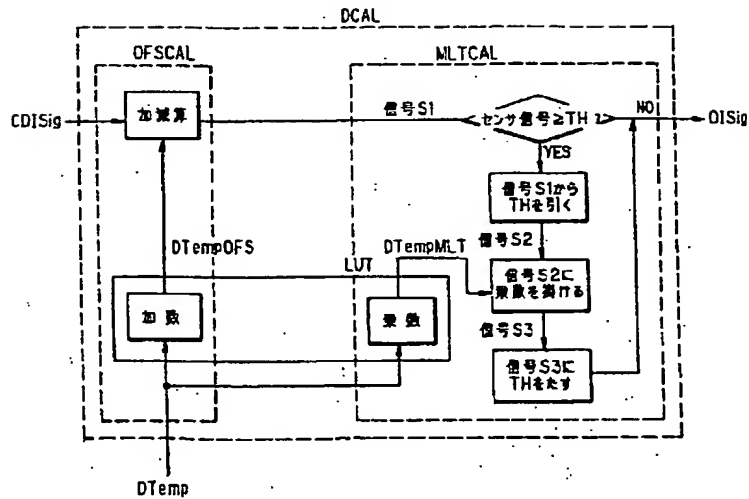 DCAL
OFSCAL
MLTCAL
CDISig
加減算
信号S1
センサ信号≧TH ?
NO
OISig
YES
信号S1から
THを引く
信号S2
DTempOFS
DTempMLT
LUT
信号S2に
乗数を掛ける
加数
乗数
信号S3
信号S3に
THをたす
DTemp